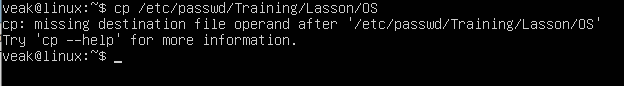 veak@linux:~$ cp /etc/passwd/Training/Lasson/OS
cp: missing destination file operand after '/etc/passwd/Training/Lasson/OS'
Try 'cp --help' for more information.
veak@linux:~$ _